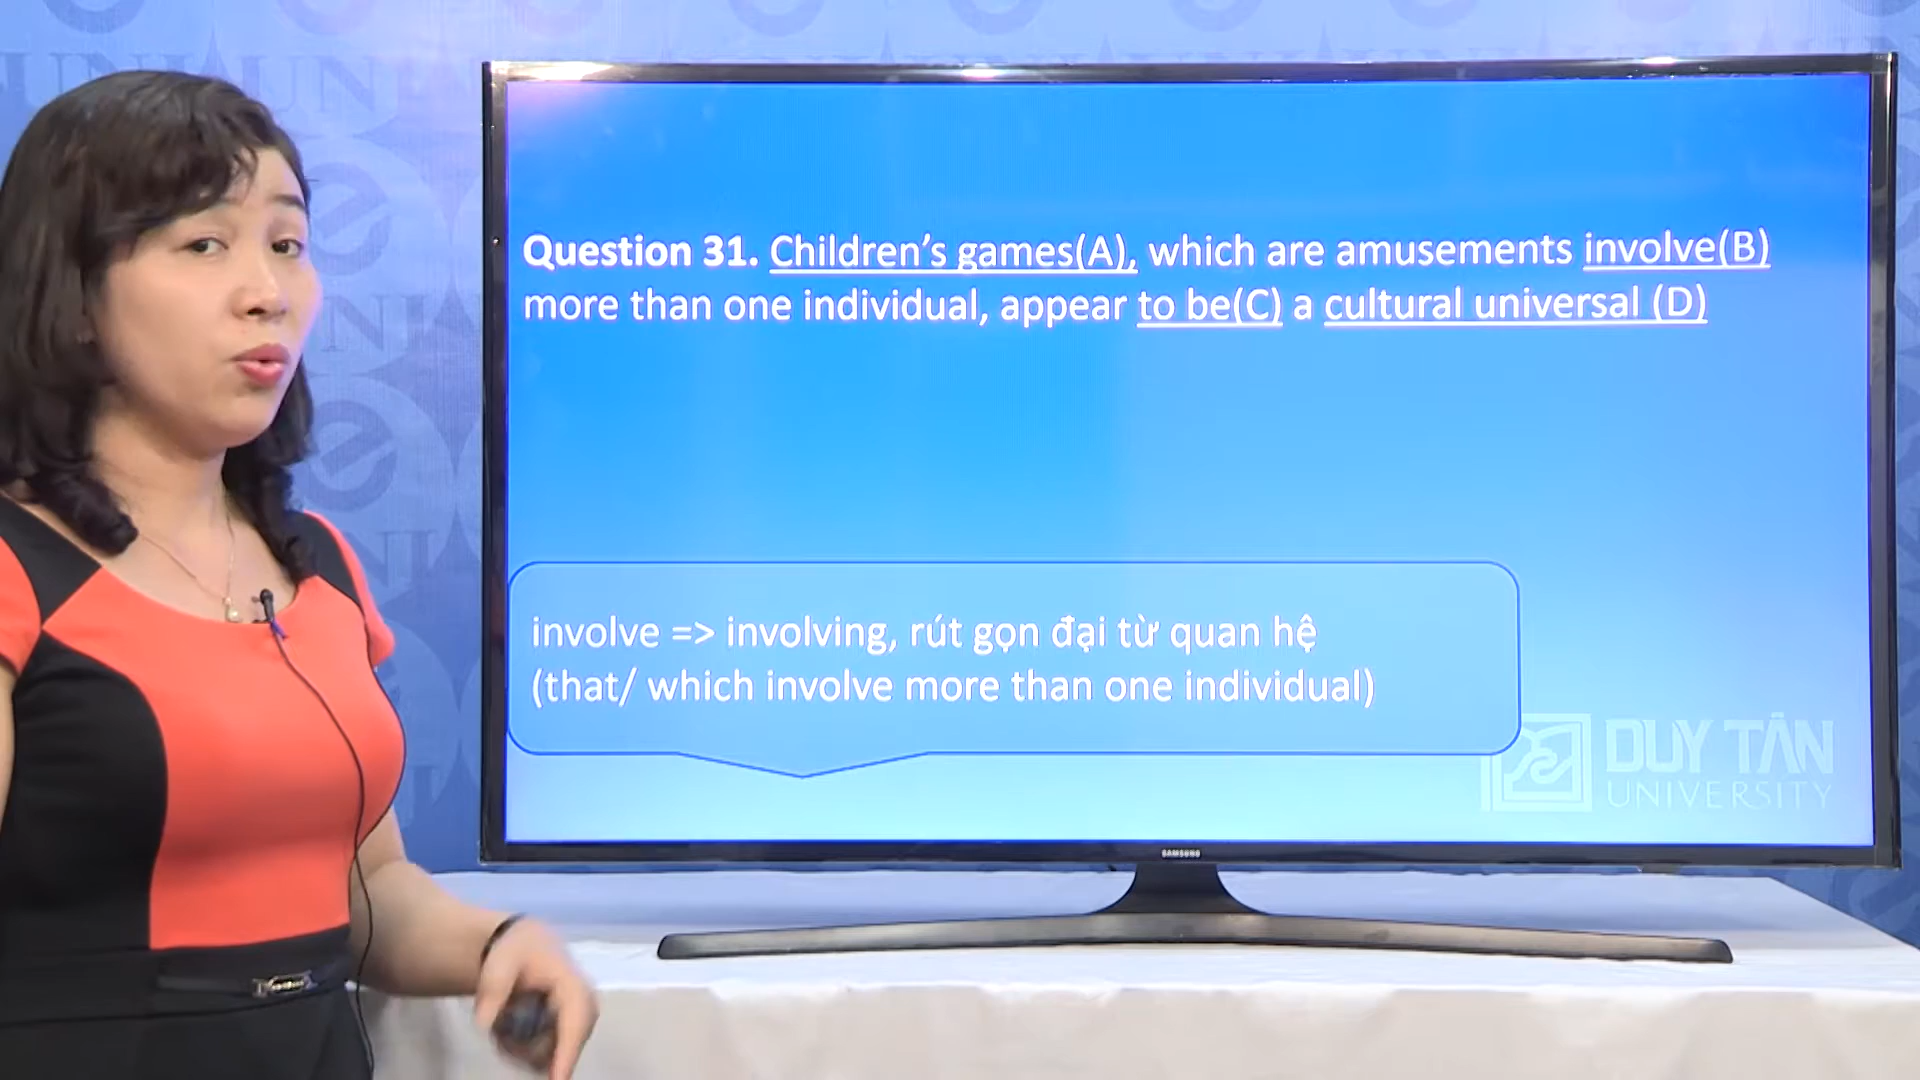 Question 31. Children’s games(A), which are amusements involve(B)
more than one individual, appear to be(C) a cultural universal (D)
involve => involving, rút gọn đại từ quan hệ
(that/ which involve more than one individual)
DUY TÂN
UNIVERSITY
SAMSUNG